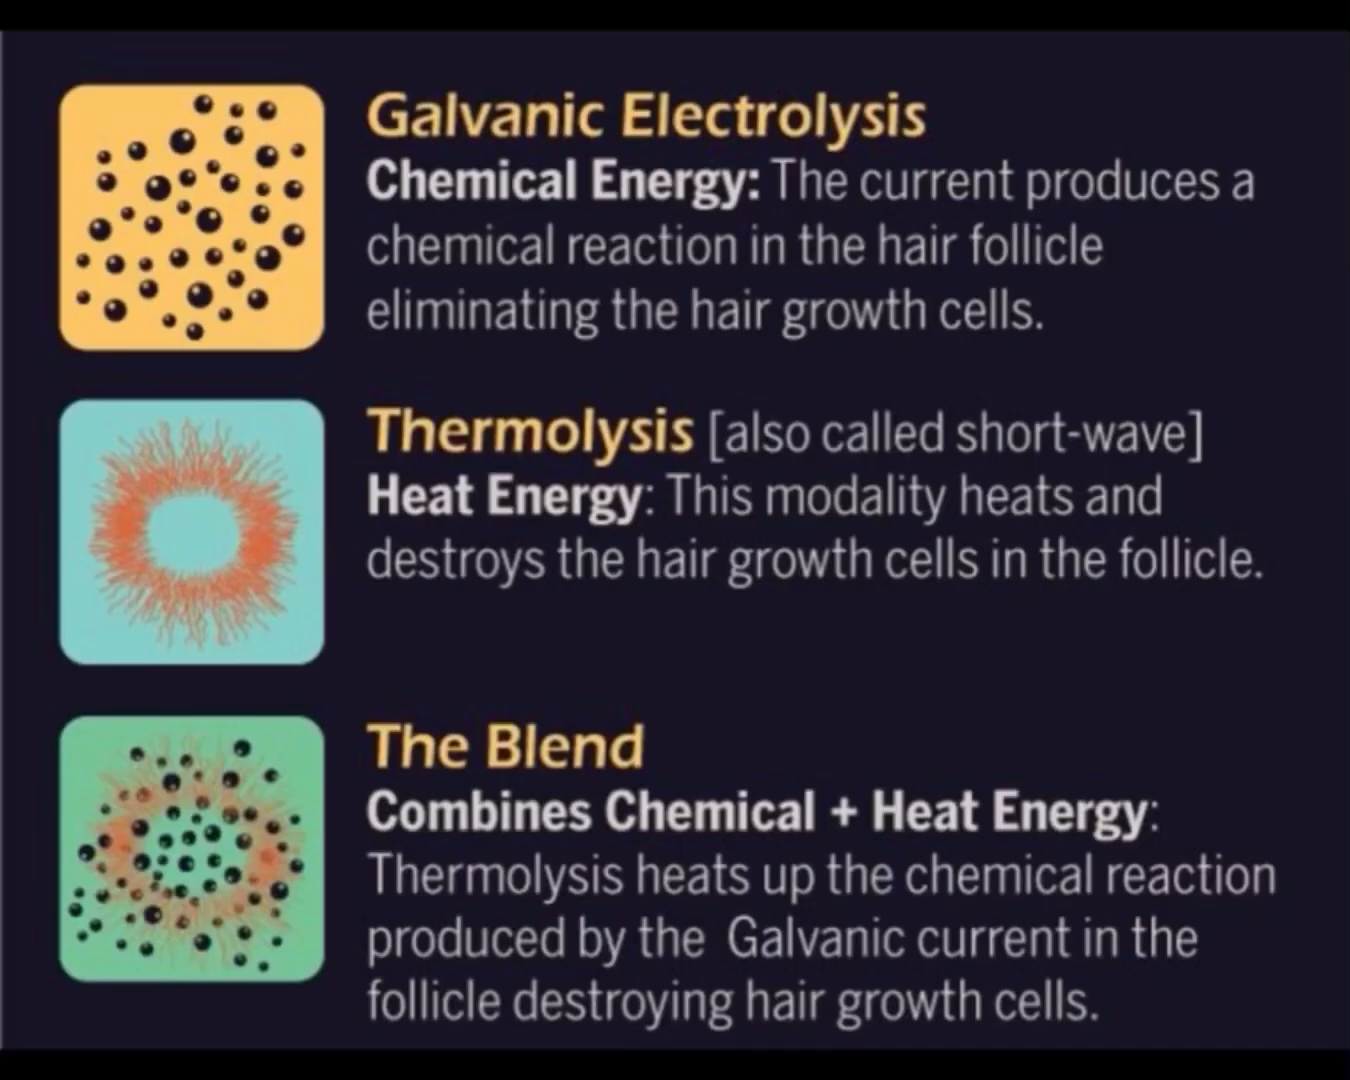 Galvanic Electrolysis
Chemical Energy: The current produces a
chemical reaction in the hair follicle
eliminating the hair growth cells.
Thermolysis [also called short-wave]
Heat Energy: This modality heats and
destroys the hair growth cells in the follicle.
The Blend
Combines Chemical + Heat Energy:
Thermolysis heats up the chemical reaction
produced by the Galvanic current in the
follicle destroying hair growth cells.